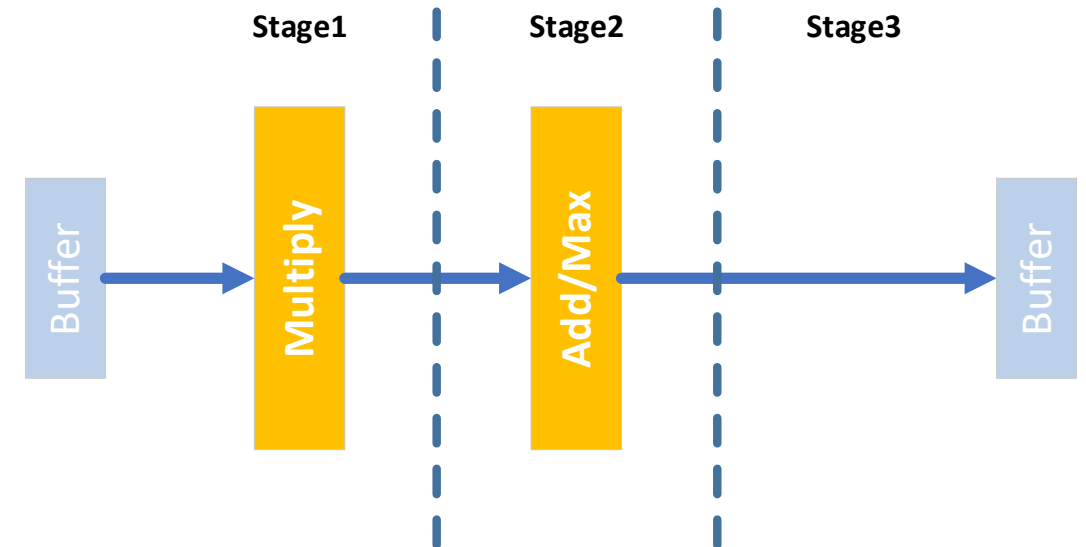 Stage1
Stage2
Stage3
Buffer
Multiply
Add/Max
Buffer